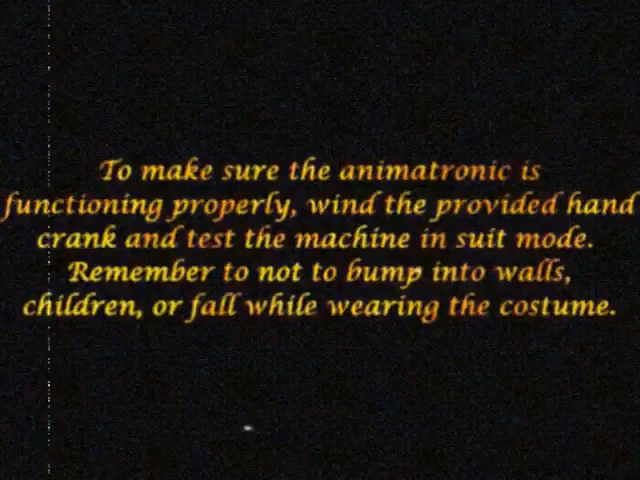 To make sure the animatronic is
functioning properly, wind the provided hand
crank and test the machine in suit mode.
Remember to not to bump into walls,
children, or fall while wearing the costume.